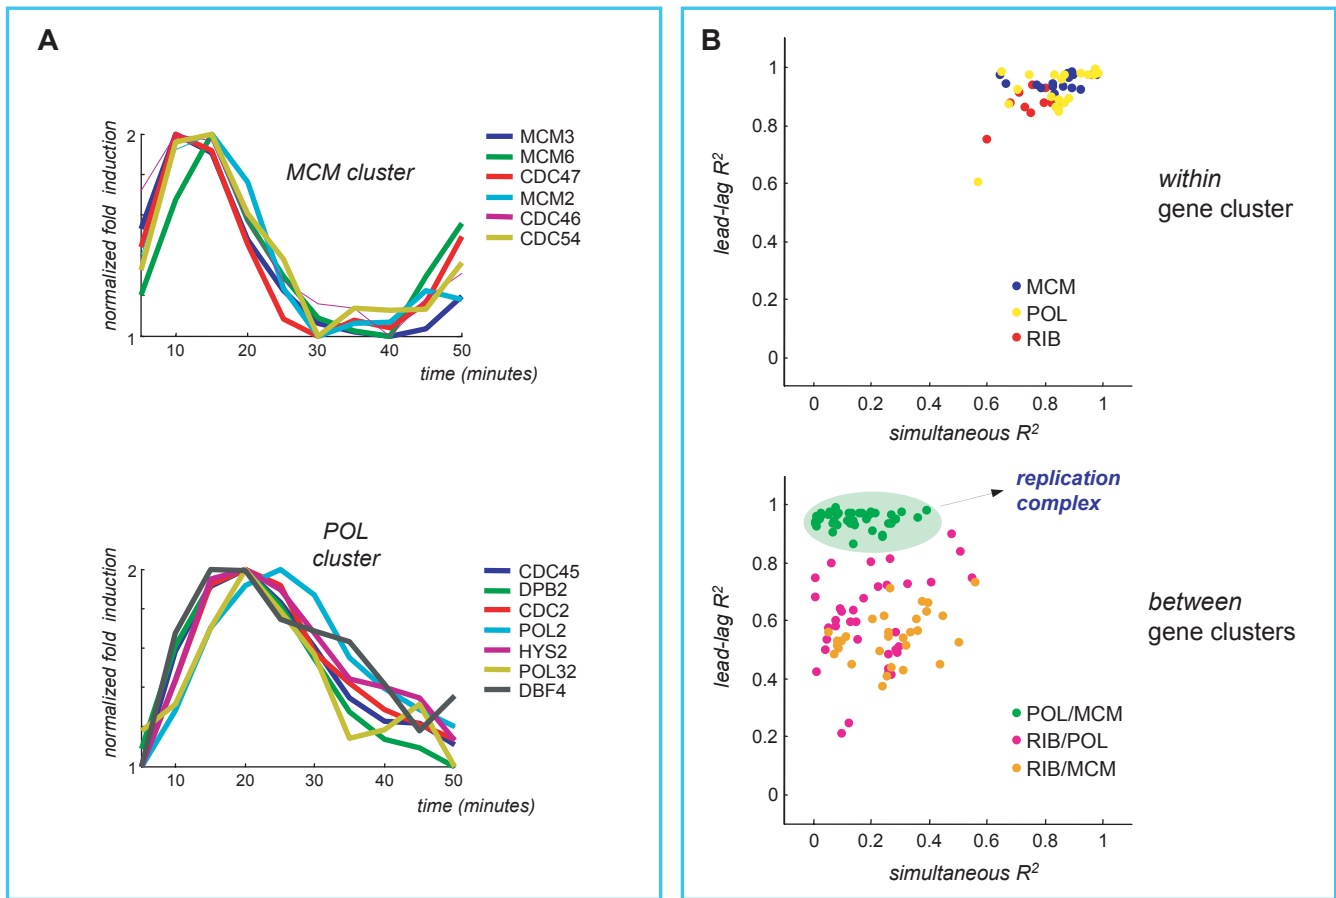 A
2
1
normalized fold induction
MCM cluster
MCM3
MCM6
CDC47
MCM2
CDC46
CDC54
10
20
30
40
50
time (minutes)
POL
cluster
2
1
normalized fold induction
CDC45
DPB2
CDC2
POL2
HYS2
POL32
DBF4
10
20
30
40
50
time (minutes)
B
1
0.8
0.6
0.4
0.2
0
lead-lag R²
within
gene cluster
MCM
POL
RIB
0
0.2
0.4
0.6
0.8
1
simultaneous R²
replication
complex
1
0.8
0.6
0.4
0.2
0
lead-lag R²
between
gene clusters
POL/MCM
RIB/POL
RIB/MCM
0
0.2
0.4
0.6
0.8
1
simultaneous R²